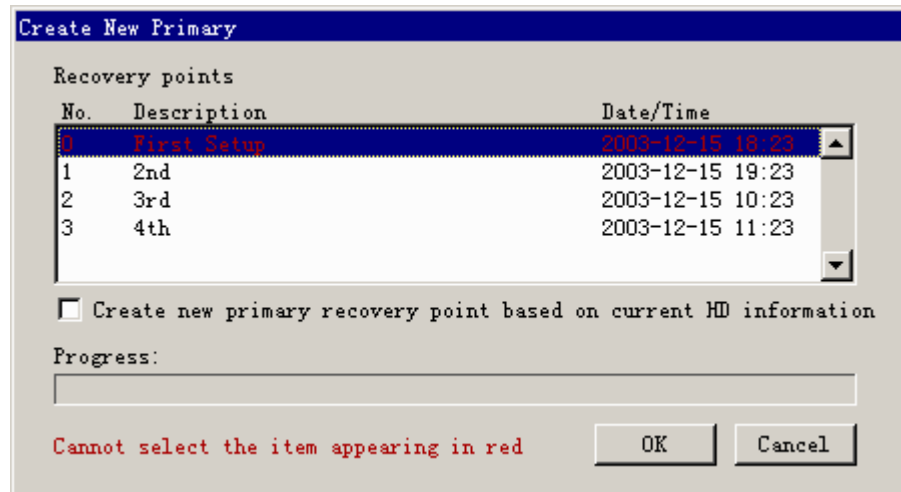 Create New Primary
Recovery points
No. Description Date/Time
0 First Setup 2003-12-15 18:23
1 2nd 2003-12-15 19:23
2 3rd 2003-12-15 10:23
3 4th 2003-12-15 11:23
Create new primary recovery point based on current HD information
Progress:
Cannot select the item appearing in red OK Cancel